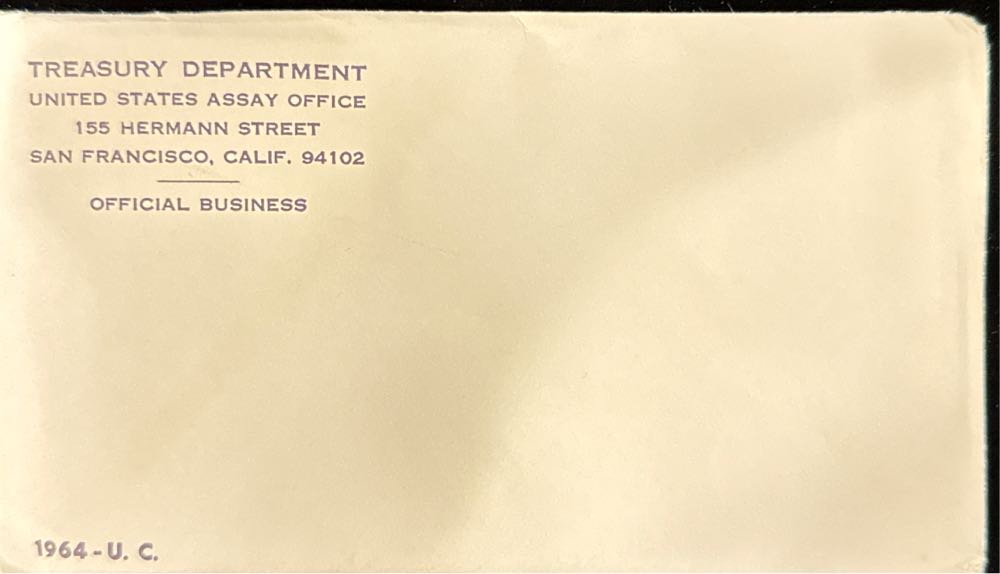 TREASURY DEPARTMENT
UNITED STATES ASSAY OFFICE
155 HERMANN STREET
SAN FRANCISCO, CALIF. 94102
OFFICIAL BUSINESS
1964 - U. C.